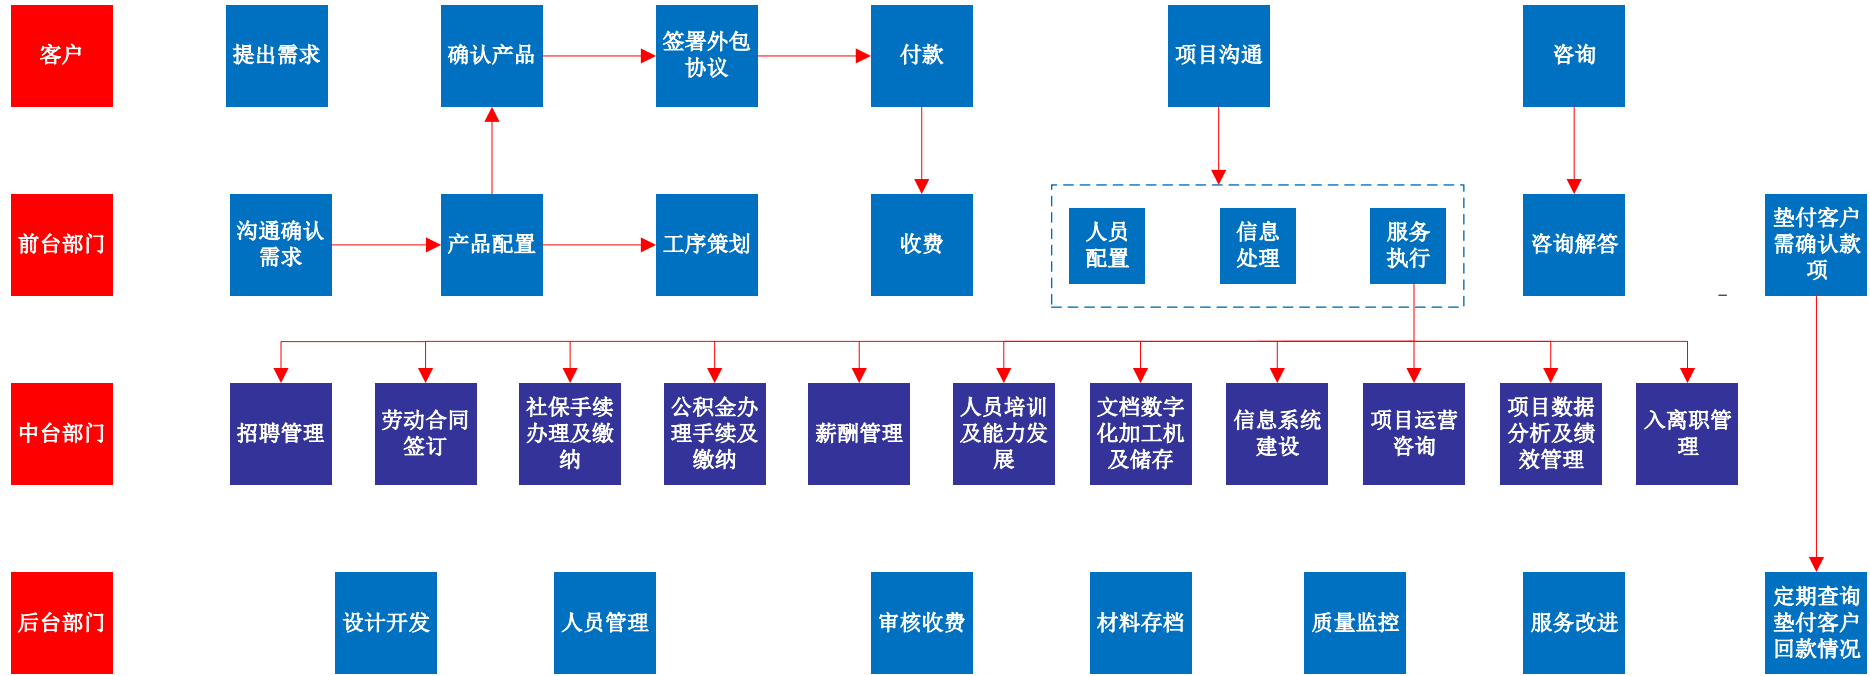 客户
提出需求
确认产品
签署外包
协议
付款
项目沟通
咨询
前台部门
沟通确认
需求
产品配置
工序策划
收费
人员
配置
信息
处理
服务
执行
咨询解答
垫付客户
需确认款
项
中台部门
招聘管理
劳动合同
签订
社保手续
办理及缴
纳
公积金办
理手续及
缴纳
薪酬管理
人员培训
及能力发
展
文档数字
化加工机
及储存
信息系统
建设
项目运营
咨询
项目数据
分析及绩
效管理
入离职管
理
后台部门
设计开发
人员管理
审核收费
材料存档
质量监控
服务改进
定期查询
垫付客户
回款情况